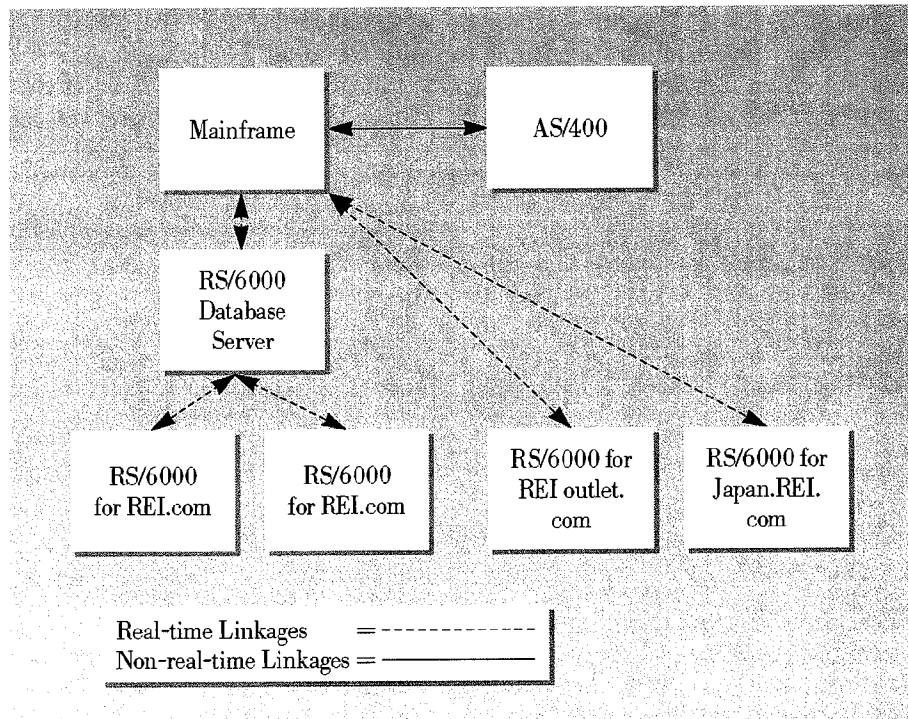 Mainframe
AS/400
RS/6000
Database
Server
RS/6000
for REI.com
RS/6000
for REI.com
RS/6000 for
REI outlet.
com
RS/6000 for
Japan.REI.
com
Real-time Linkages =
Non-real-time Linkages =